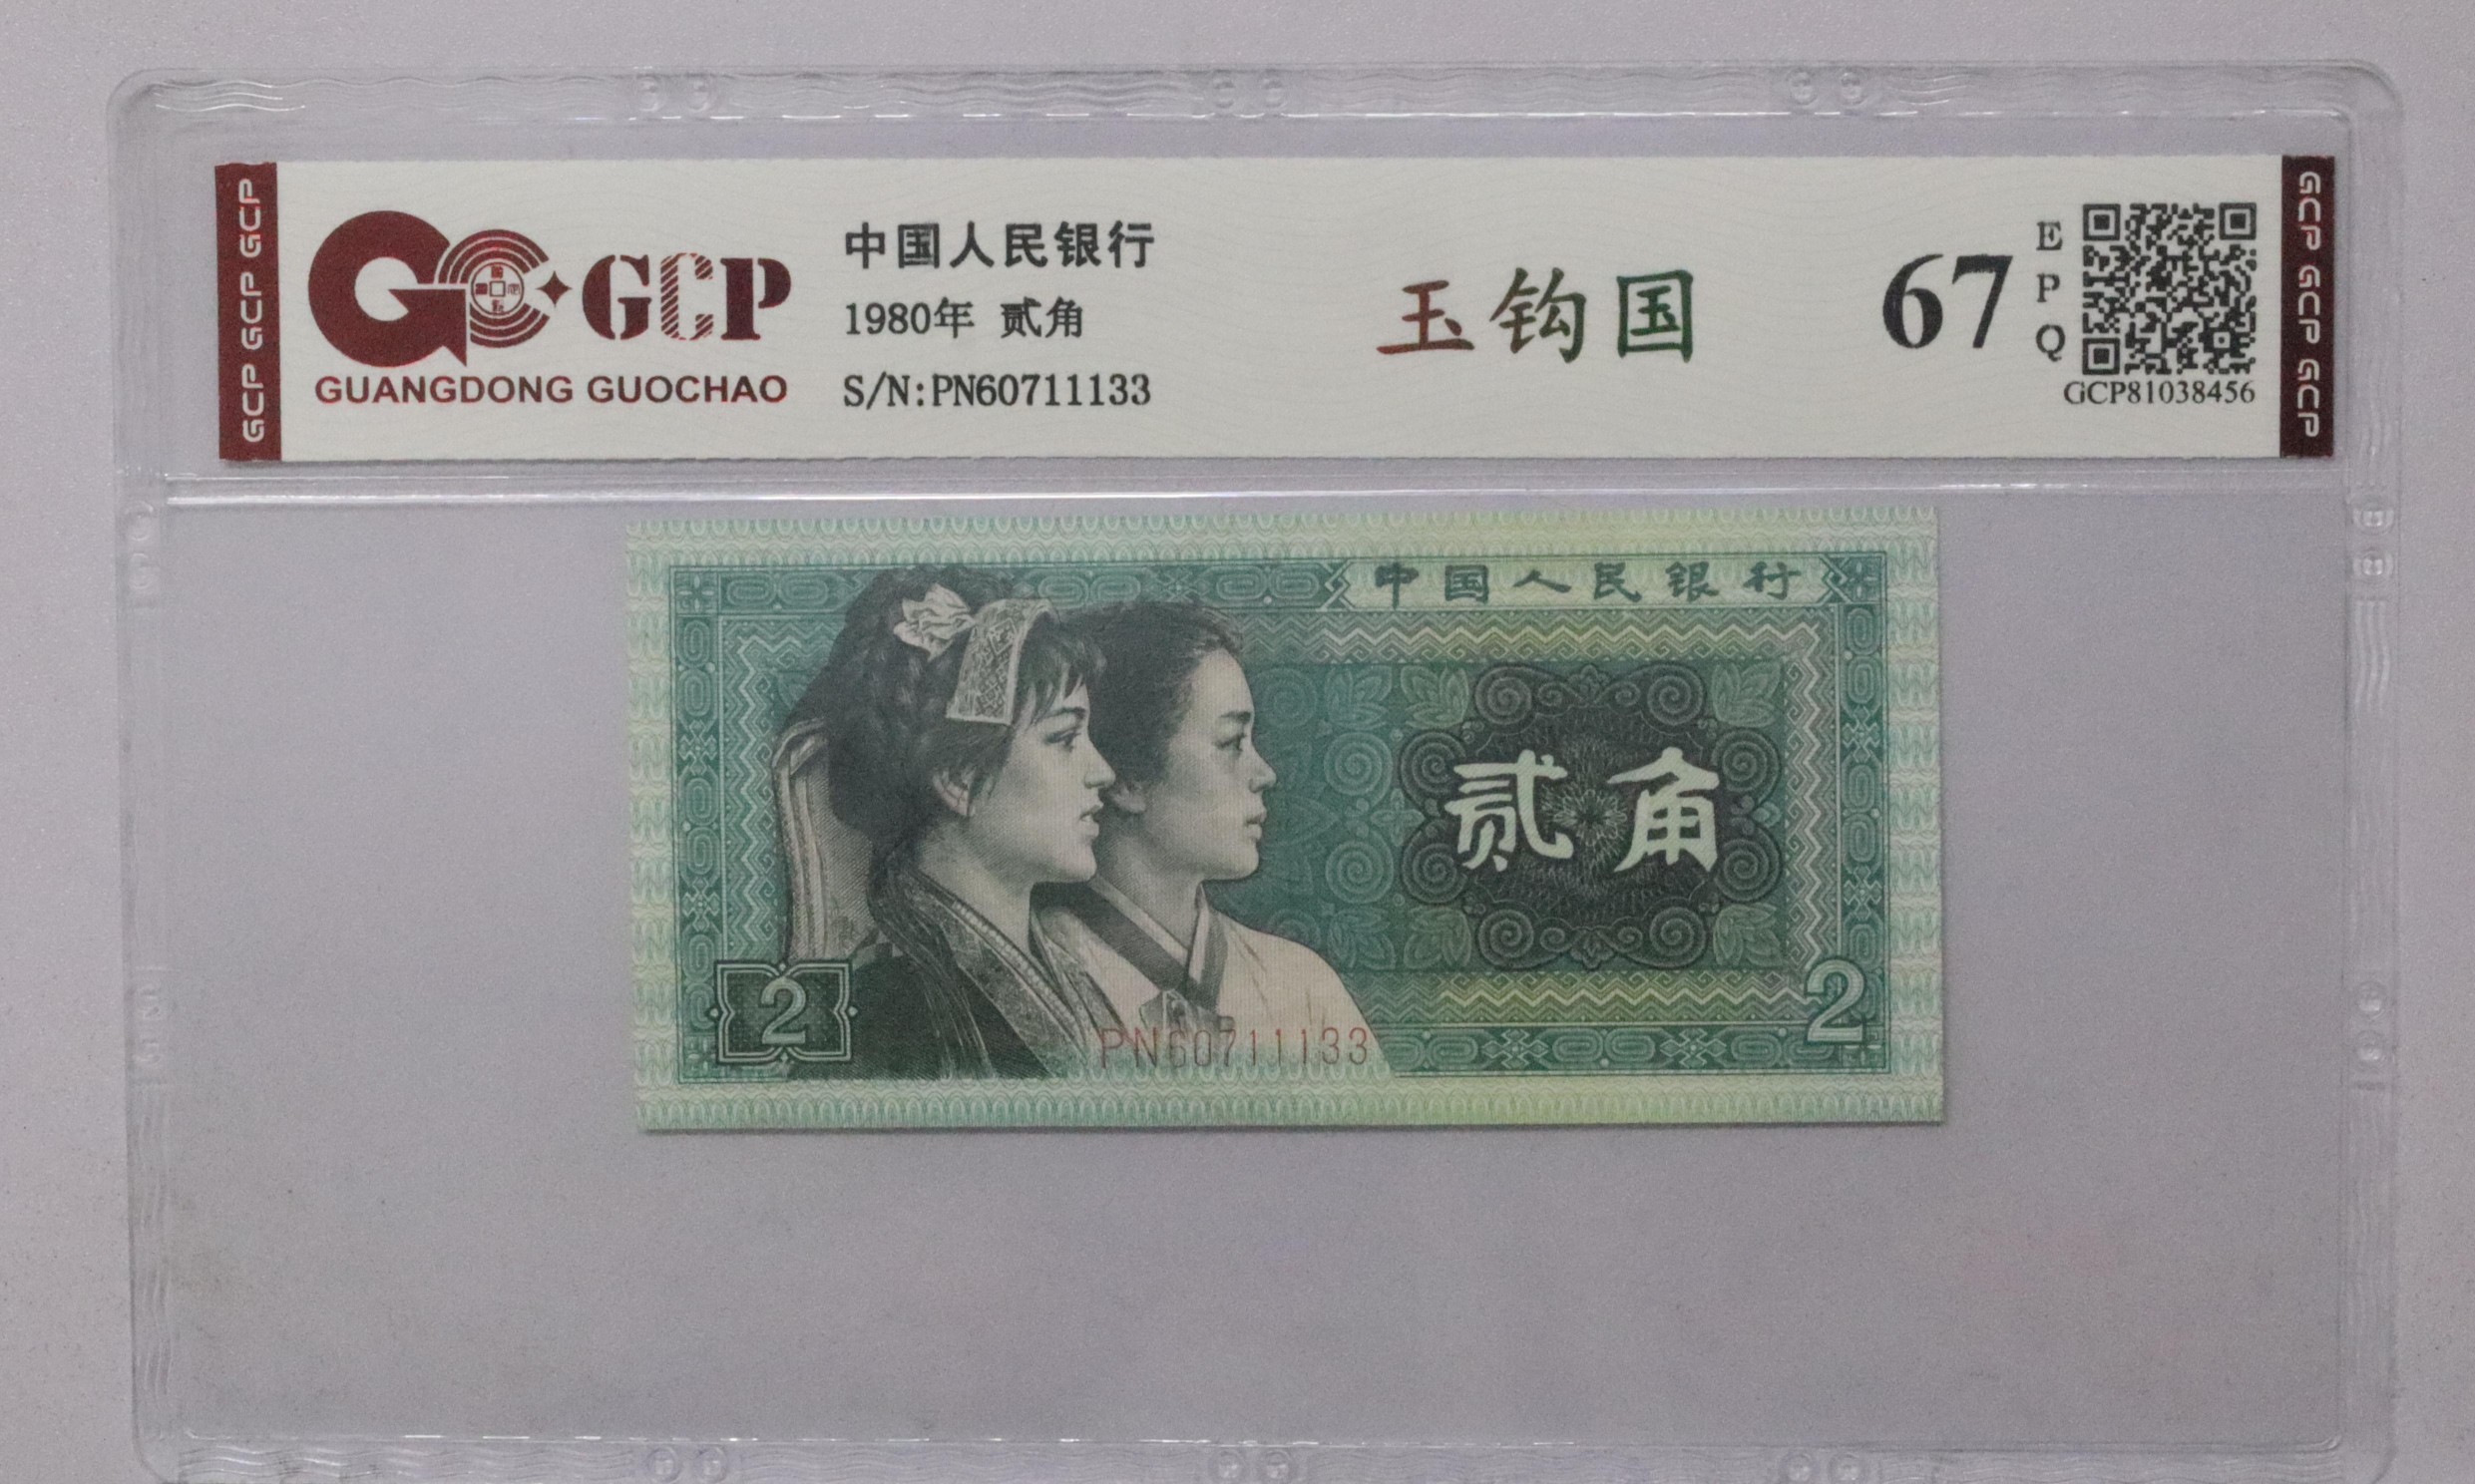 GCP GCP GCP
GCP
GUANGDONG GUOCHAO
中国人民银行
1980年 贰角
S/N:PN60711133
玉钩国
67
E
P
Q
GCP81038456
GCP GCP GCP
中国人民银行
贰角
2
2
PN60711133